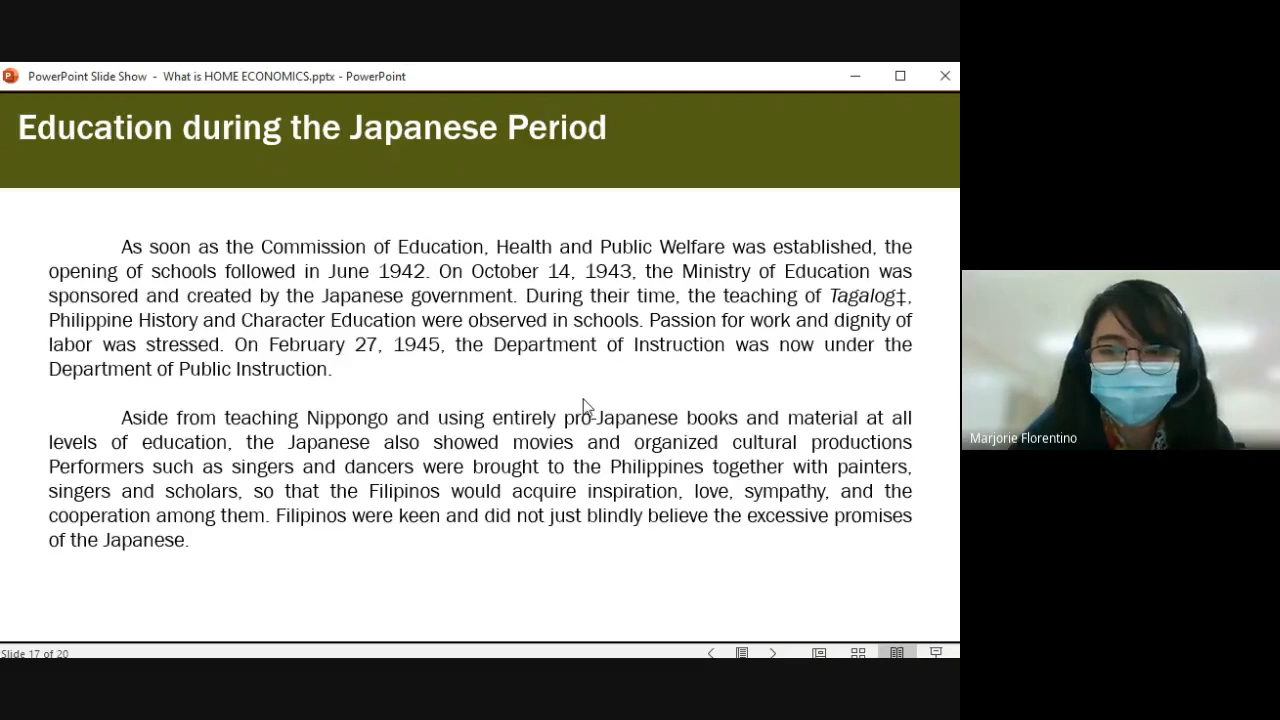 PowerPoint Slide Show - What is HOME ECONOMICS.pptx - PowerPoint
Education during the Japanese Period
As soon as the Commission of Education, Health and Public Welfare was established, the
opening of schools followed in June 1942. On October 14, 1943, the Ministry of Education was
sponsored and created by the Japanese government. During their time, the teaching of Tagalog‡,
Philippine History and Character Education were observed in schools. Passion for work and dignity of
labor was stressed. On February 27, 1945, the Department of Instruction was now under the
Department of Public Instruction.
Aside from teaching Nippongo and using entirely pro-Japanese books and material at all
levels of education, the Japanese also showed movies and organized cultural productions
Performers such as singers and dancers were brought to the Philippines together with painters,
singers and scholars, so that the Filipinos would acquire inspiration, love, sympathy, and the
cooperation among them. Filipinos were keen and did not just blindly believe the excessive promises
of the Japanese.
Marjorie Florentino
Slide 17 of 20